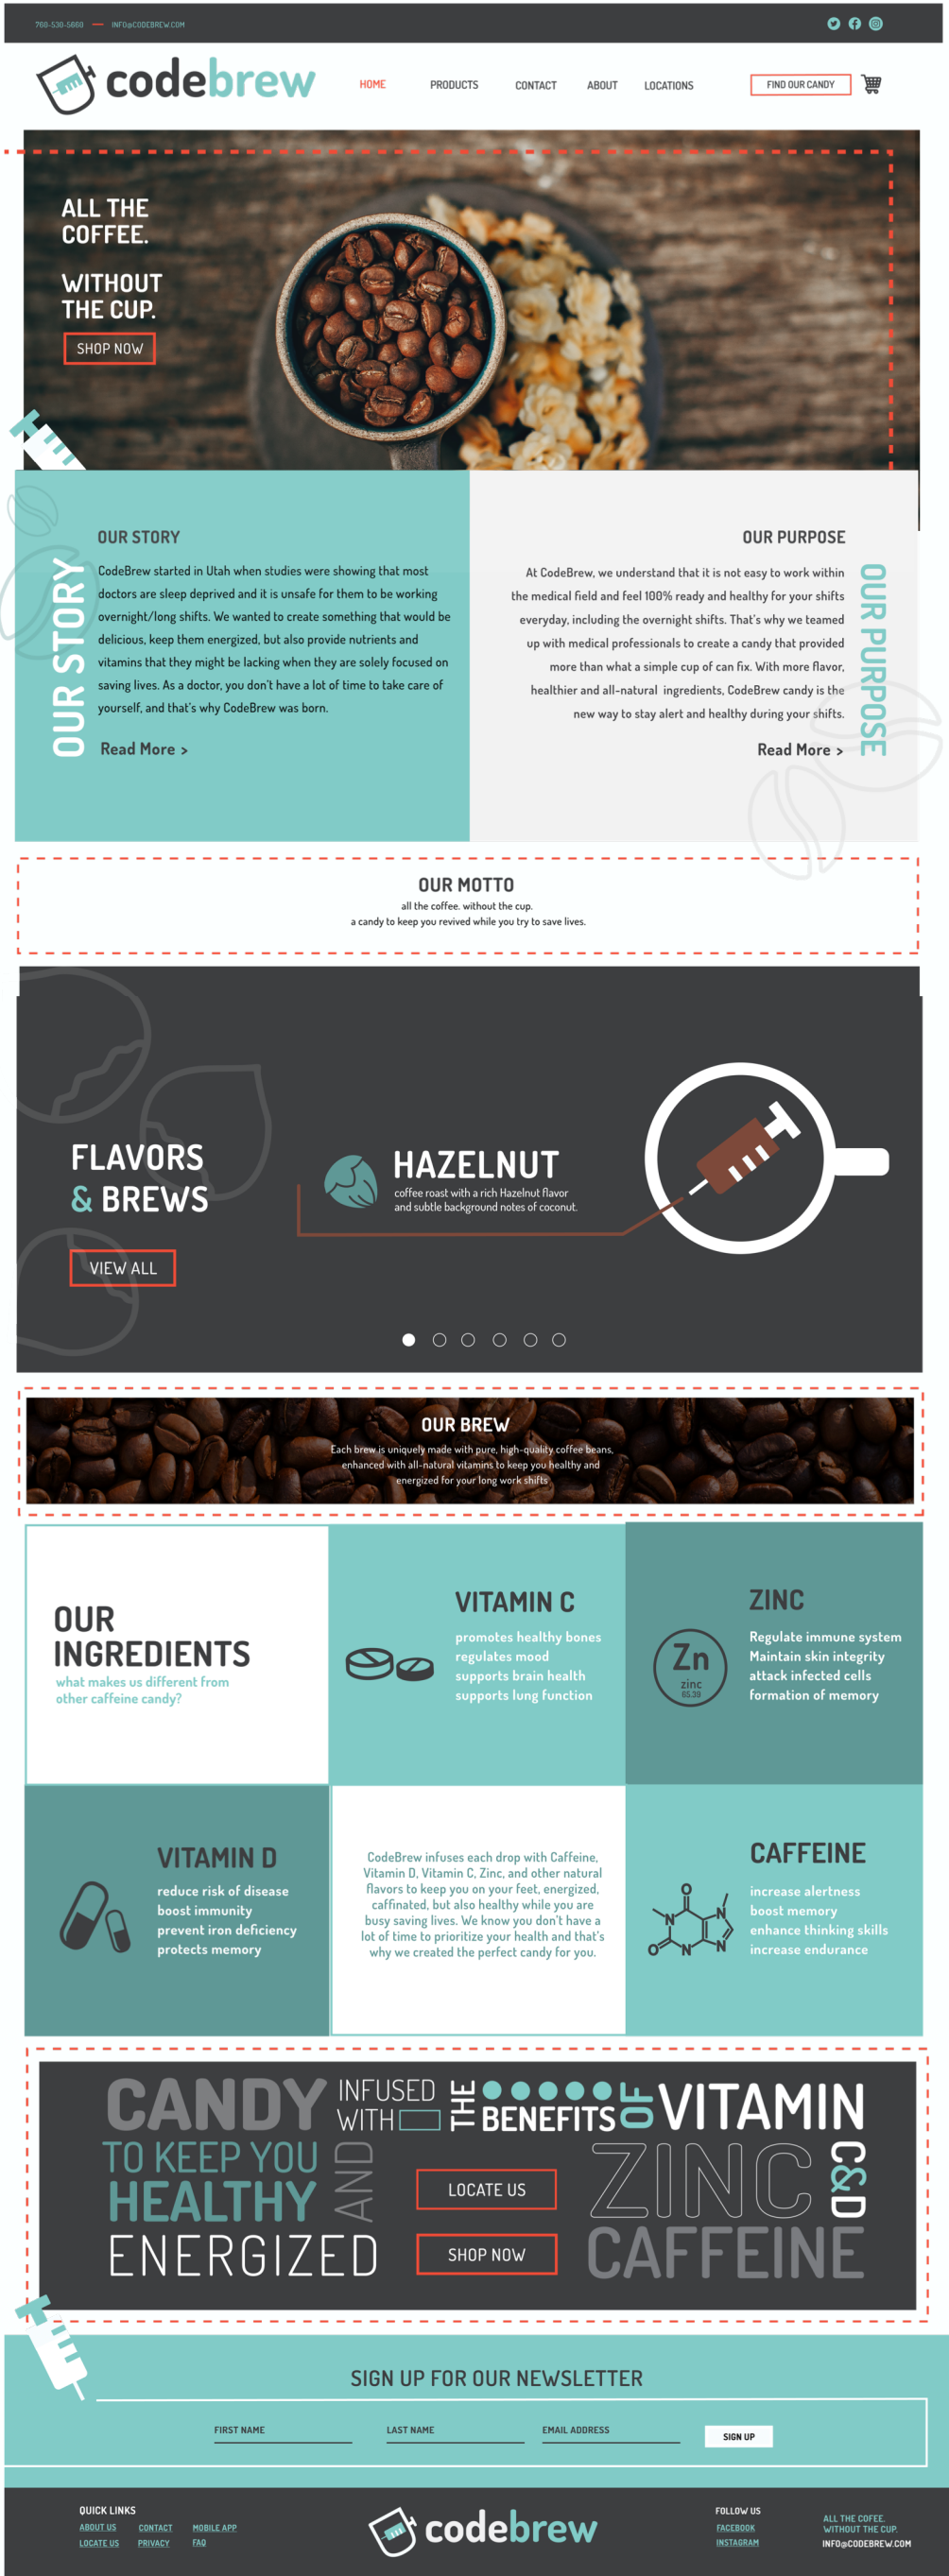 760-530-5660 — INFO@CODEBREW.COM
codebrew
HOME PRODUCTS CONTACT ABOUT LOCATIONS FIND OUR CANDY
ALL THE
COFFEE.
WITHOUT
THE CUP.
SHOP NOW
OUR STORY
OUR STORY
CodeBrew started in Utah when studies were showing that most
doctors are sleep deprived and it is unsafe for them to be working
overnight/long shifts. We wanted to create something that would be
delicious, keep them energized, but also provide nutrients and
vitamins that they might be lacking when they are solely focused on
saving lives. As a doctor, you don't have a lot of time to take care of
yourself, and that's why CodeBrew was born.
Read More >
OUR PURPOSE
At CodeBrew, we understand that it is not easy to work within
the medical field and feel 100% ready and healthy for your shifts
everyday, including the overnight shifts. That's why we teamed
up with medical professionals to create a candy that provided
more than what a simple cup of can fix. With more flavor,
healthier and all-natural ingredients, CodeBrew candy is the
new way to stay alert and healthy during your shifts.
Read More >
OUR PURPOSE
OUR MOTTO
all the coffee. without the cup.
a candy to keep you revived while you try to save lives.
FLAVORS
& BREWS
VIEW ALL
HAZELNUT
coffee roast with a rich Hazelnut flavor
and subtle background notes of coconut.
OUR BREW
Each brew is uniquely made with pure, high-quality coffee beans,
enhanced with all-natural vitamins to keep you healthy and
energized for your long work shifts
OUR
INGREDIENTS
what makes us different from
other caffeine candy?
VITAMIN C
promotes healthy bones
regulates mood
supports brain health
supports lung function
Zn
zinc
65.39
ZINC
Regulate immune system
Maintain skin integrity
attack infected cells
formation of memory
VITAMIN D
reduce risk of disease
boost immunity
prevent iron deficiency
protects memory
CodeBrew infuses each drop with Caffeine,
Vitamin D, Vitamin C, Zinc, and other natural
flavors to keep you on your feet, energized,
caffinated, but also healthy while you are
busy saving lives. We know you don't have a
lot of time to prioritize your health and that's
why we created the perfect candy for you.
O
N
N
O
N
N
CAFFEINE
increase alertness
boost memory
enhance thinking skills
increase endurance
CANDY INFUSED
WITH THE BENEFITS OF VITAMIN
C&D
TO KEEP YOU
HEALTHY AND
ENERGIZED
LOCATE US
SHOP NOW
ZINC
CAFFEINE
SIGN UP FOR OUR NEWSLETTER
FIRST NAME LAST NAME EMAIL ADDRESS SIGN UP
QUICK LINKS
ABOUT US CONTACT MOBILE APP
LOCATE US PRIVACY FAQ
codebrew
FOLLOW US
FACEBOOK
INSTAGRAM
ALL THE COFEE.
WITHOUT THE CUP.
INFO@CODEBREW.COM